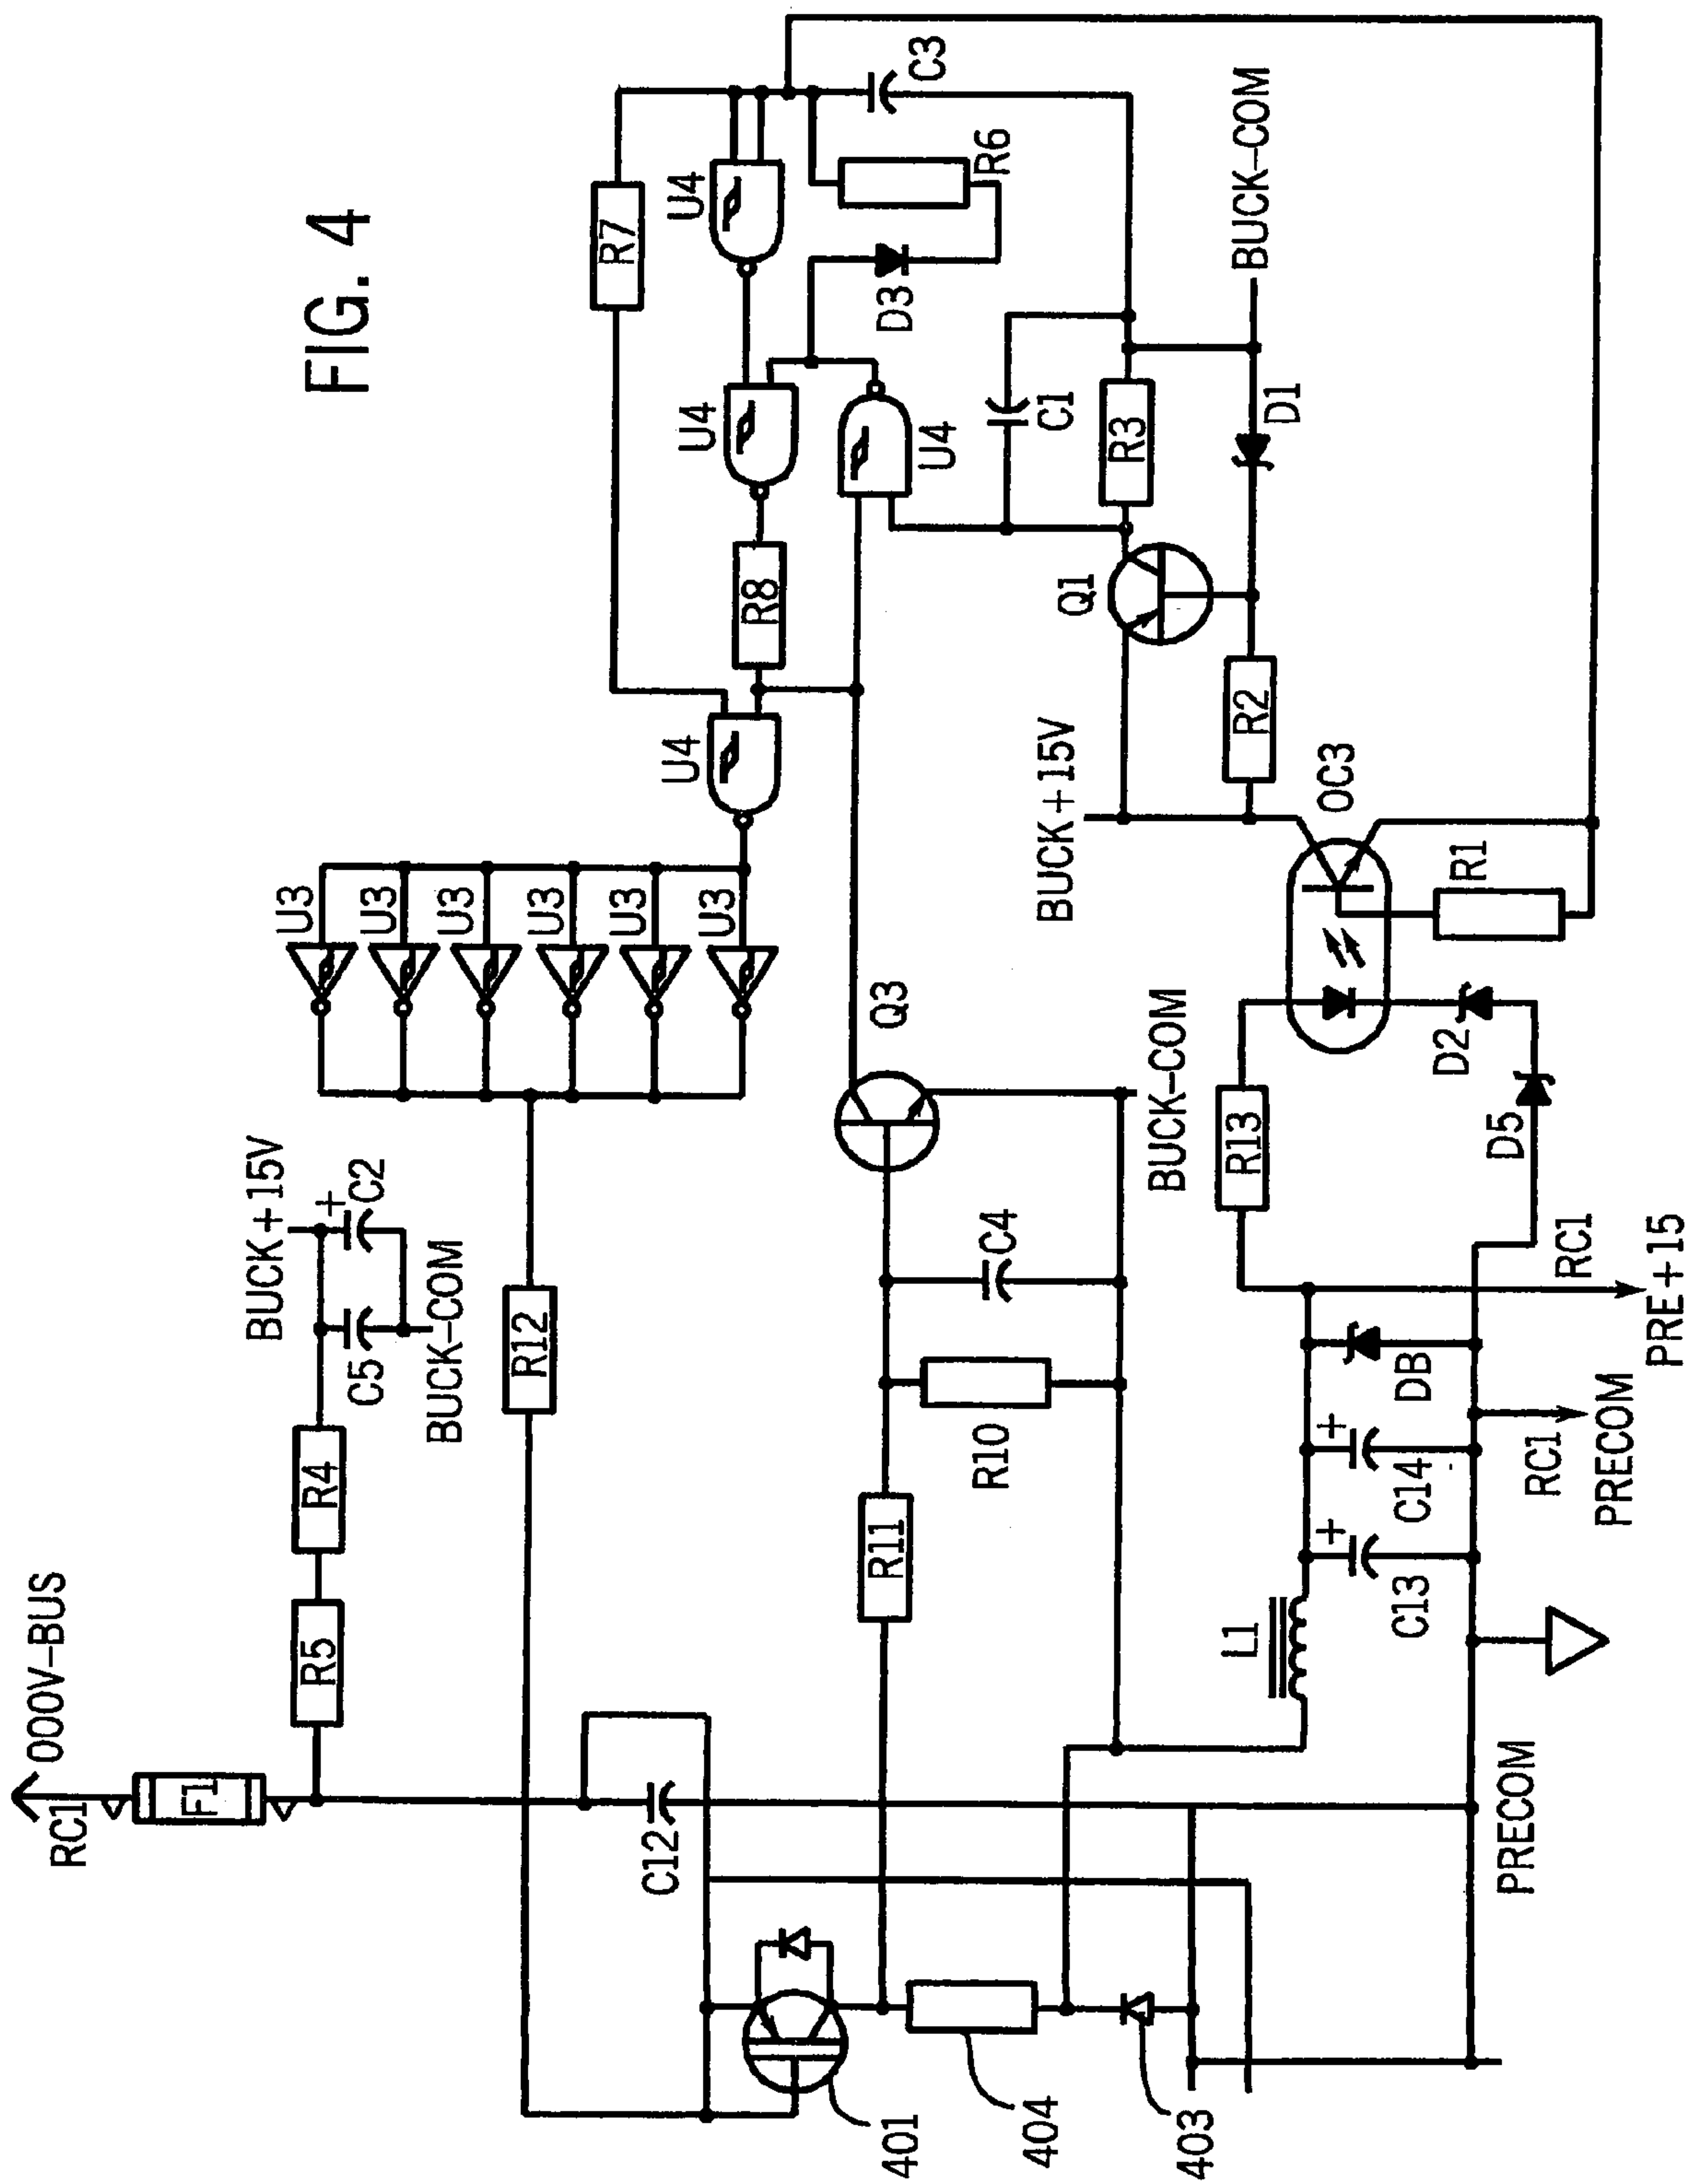 FIG. 4
RC1
000V-BUS
F1
R5
R4
C5
C2
+
BUCK+15V
BUCK-COM
R12
U3
U3
U3
U3
U3
U3
U4
R7
R8
U4
U4
U4
D3
R6
C3
C1
R3
D1
BUCK-COM
Q1
R2
BUCK+15V
OC3
R1
Q3
BUCK-COM
C4
R10
R11
C12
401
404
403
L1
C13
+
C14
+
DB
R13
D2
D5
RC1
PRE+15
RC1
PRECOM
PRECOM